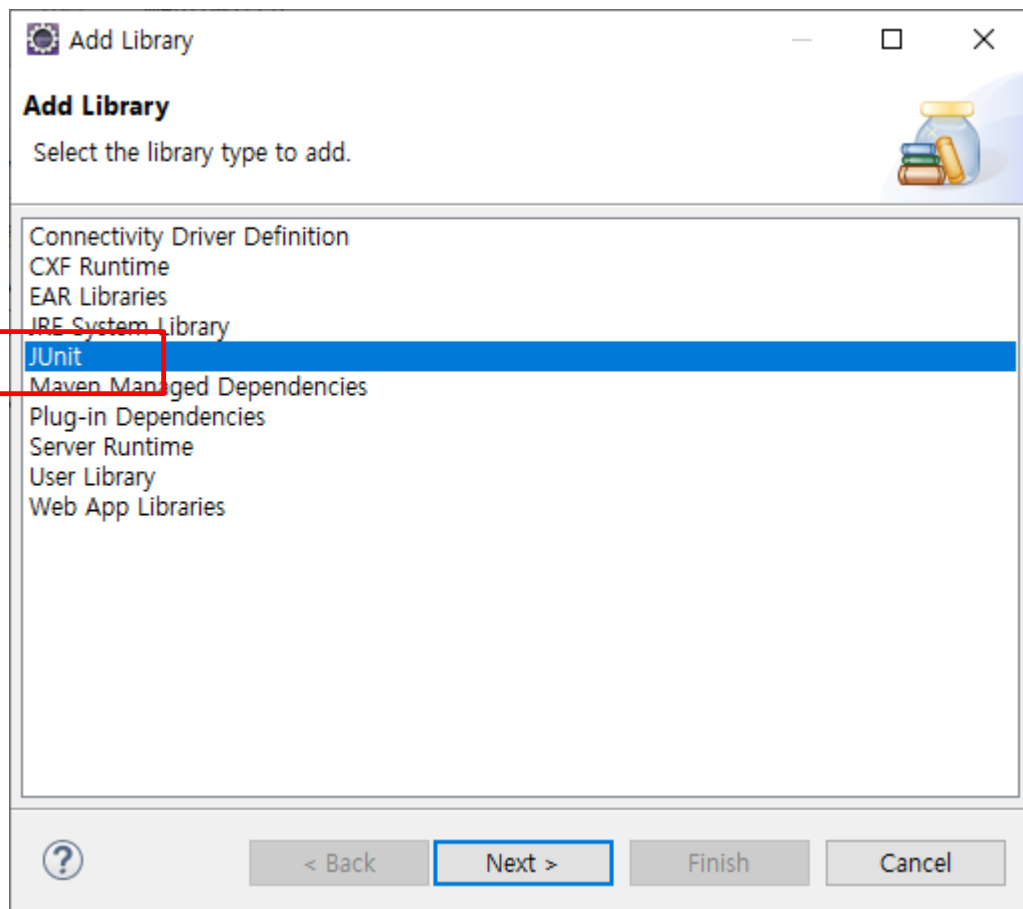 Add Library
Add Library
Select the library type to add.
Connectivity Driver Definition
CXF Runtime
EAR Libraries
JRE System Library
JUnit
Maven Managed Dependencies
Plug-in Dependencies
Server Runtime
User Library
Web App Libraries
? < Back Next > Finish Cancel